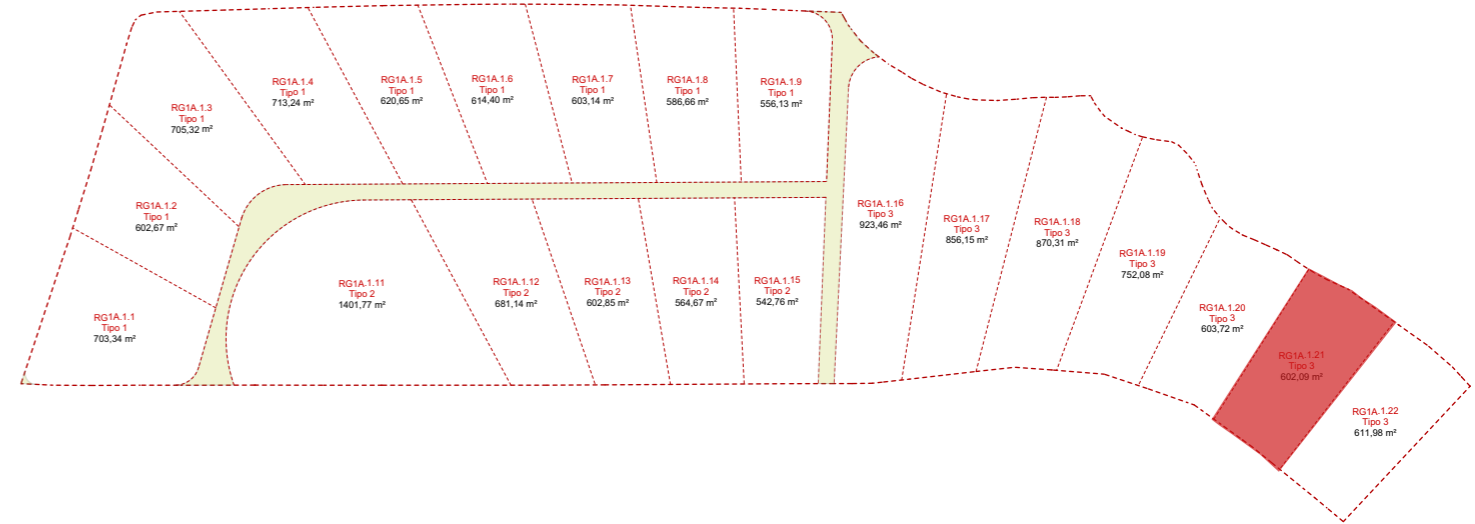 RG1A.1.1
Tipo 1
703,34 m²
RG1A.1.2
Tipo 1
602,67 m²
RG1A.1.3
Tipo 1
705,32 m²
RG1A.1.4
Tipo 1
713,24 m²
RG1A.1.5
Tipo 1
620,65 m²
RG1A.1.6
Tipo 1
614,40 m²
RG1A.1.7
Tipo 1
603,14 m²
RG1A.1.8
Tipo 1
586,66 m²
RG1A.1.9
Tipo 1
556,13 m²
RG1A.1.11
Tipo 2
1401,77 m²
RG1A.1.12
Tipo 2
681,14 m²
RG1A.1.13
Tipo 2
602,85 m²
RG1A.1.14
Tipo 2
564,67 m²
RG1A.1.15
Tipo 2
542,76 m²
RG1A.1.16
Tipo 3
923,46 m²
RG1A.1.17
Tipo 3
856,15 m²
RG1A.1.18
Tipo 3
870,31 m²
RG1A.1.19
Tipo 3
752,08 m²
RG1A.1.20
Tipo 3
603,72 m²
RG1A.1.21
Tipo 3
602,09 m²
RG1A.1.22
Tipo 3
611,98 m²